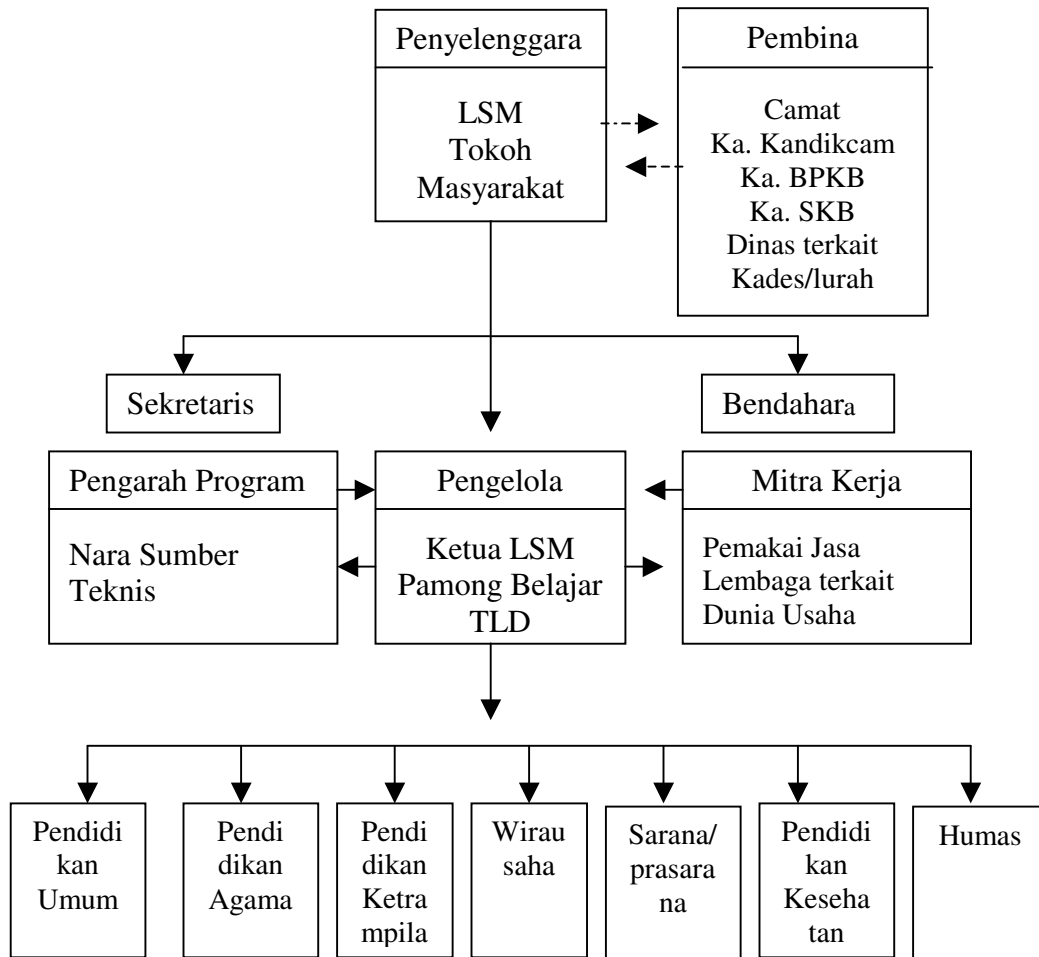 Penyelenggara
LSM
Tokoh
Masyarakat
Pembina
Camat
Ka. Kandikcam
Ka. BPKB
Ka. SKB
Dinas terkait
Kades/lurah
Sekretaris
Bendahara
Pengarah Program
Nara Sumber
Teknis
Pengelola
Ketua LSM
Pamong Belajar
TLD
Mitra Kerja
Pemakai Jasa
Lembaga terkait
Dunia Usaha
Pendidi
kan
Umum
Pendi
dikan
Agama
Pendi
dikan
Ketra
mpila
Wirau
saha
Sarana/
prasara
na
Pendidi
kan
Keseha
tan
Humas